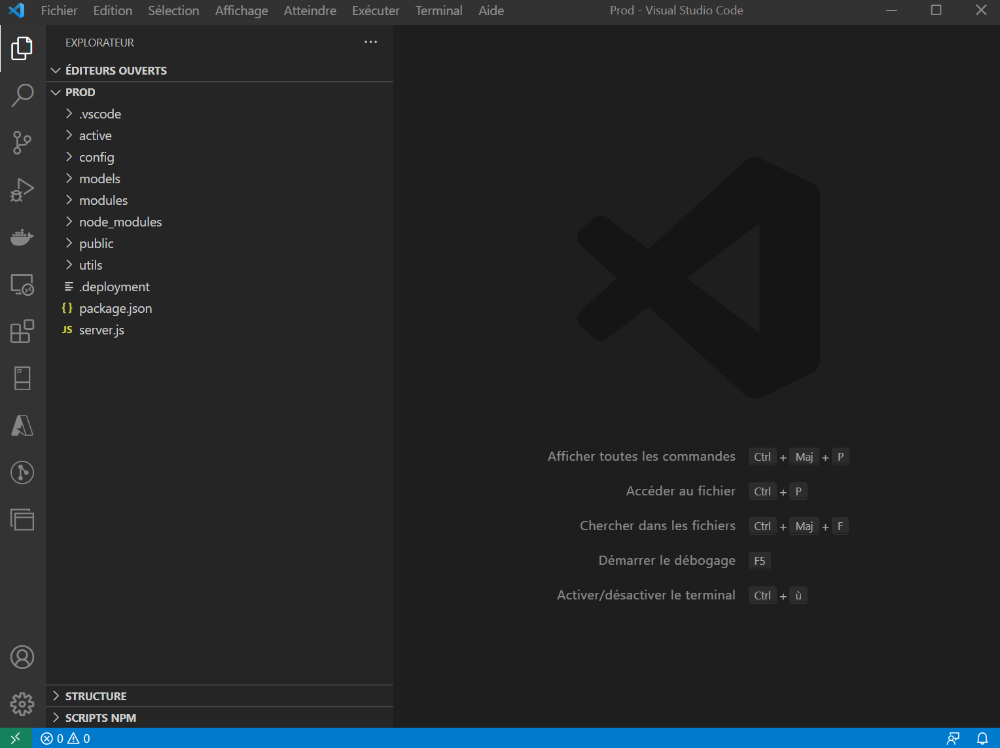 Fichier Edition Sélection Affichage Atteindre Exécuter Terminal Aide Prod - Visual Studio Code
EXPLORATEUR
ÉDITEURS OUVERTS
PROD
.vscode
active
config
models
modules
node_modules
public
utils
.deployment
{} package.json
JS server.js
Afficher toutes les commandes Ctrl + Maj + P
Accéder au fichier Ctrl + P
Chercher dans les fichiers Ctrl + Maj + F
Démarrer le débogage F5
Activer/désactiver le terminal Ctrl + ù
STRUCTURE
SCRIPTS NPM
0 0